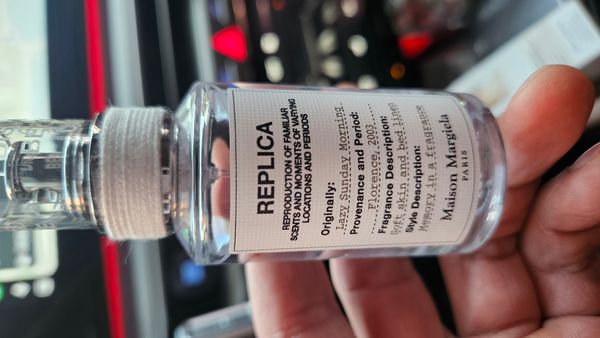 REPLICA
REPRODUCTION OF FAMILIAR
SCENTS AND MOMENTS OF VARYING
LOCATIONS AND PERIODS
Originally:
Lazy Sunday Morning
Provenance and Period:
Florence, 2003
Fragrance Description:
Soft skin and bed linen
Style Description:
Memory in a fragrance
Maison Margiela
PARIS